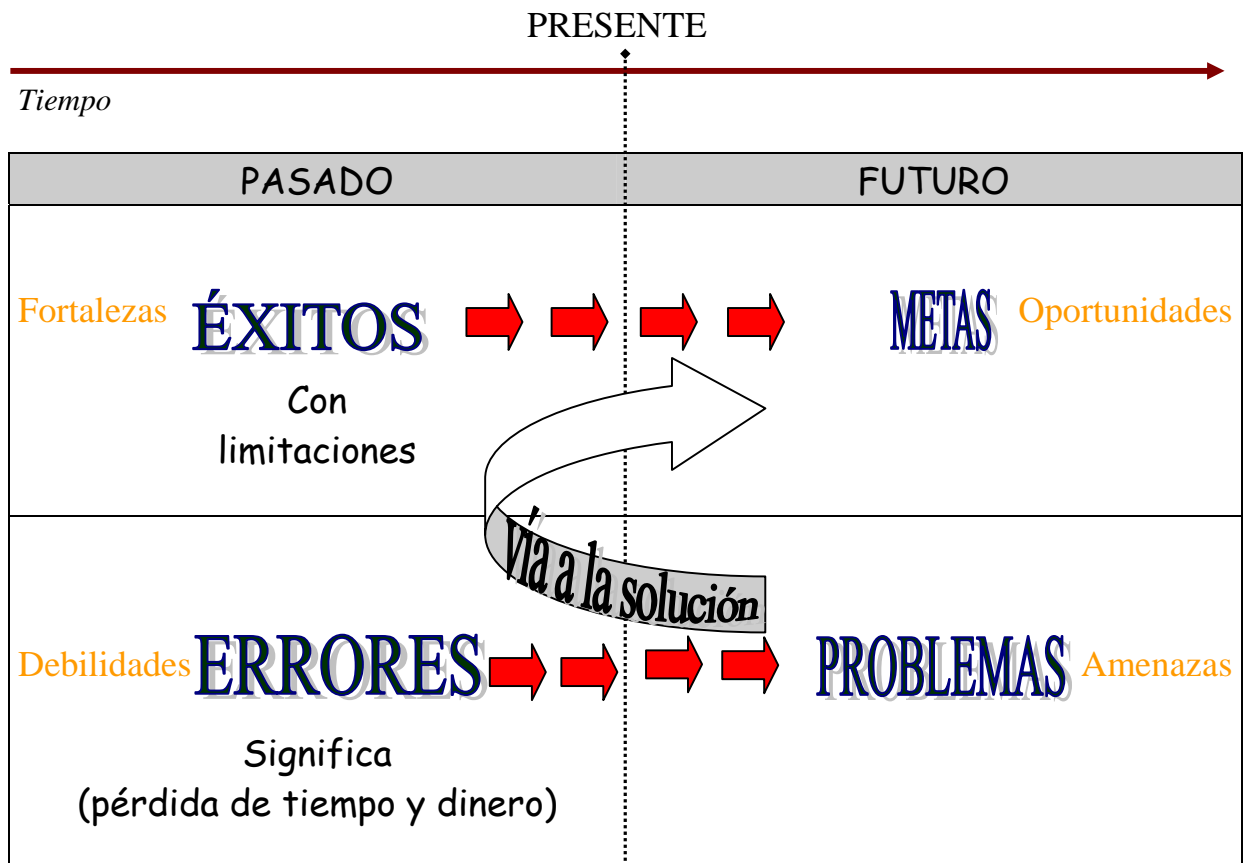 PRESENTE
Tiempo
PASADO
FUTURO
Fortalezas
ÉXITOS
METAS
Oportunidades
Con
limitaciones
Vía a la solución
Debilidades
ERRORES
PROBLEMAS
Amenazas
Significa
(pérdida de tiempo y dinero)